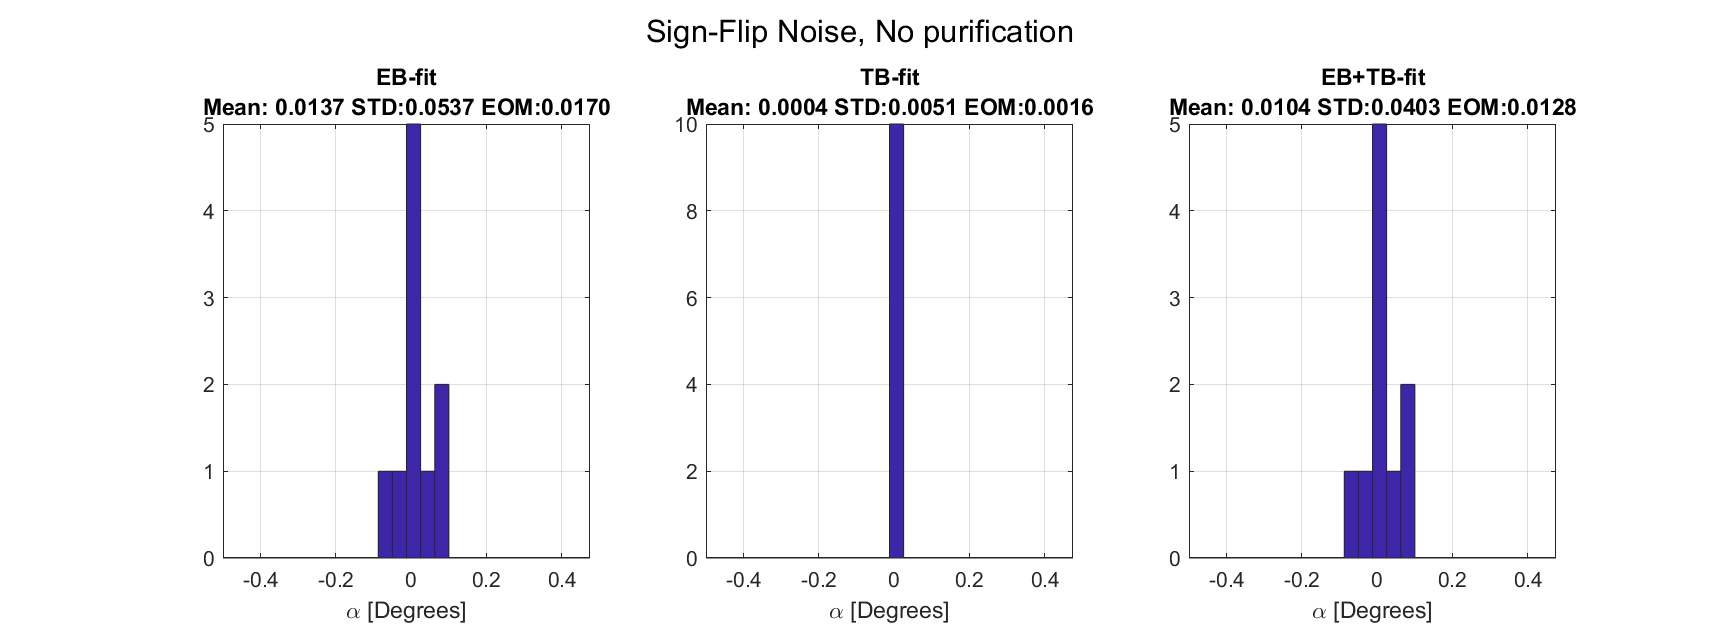 Sign-Flip Noise, No purification
EB-fit
Mean: 0.0137 STD:0.0537 EOM:0.0170
5
4
3
2
1
0
-0.4 -0.2 0 0.2 0.4
α [Degrees]
TB-fit
Mean: 0.0004 STD:0.0051 EOM:0.0016
10
8
6
4
2
0
-0.4 -0.2 0 0.2 0.4
α [Degrees]
EB+TB-fit
Mean: 0.0104 STD:0.0403 EOM:0.0128
5
4
3
2
1
0
-0.4 -0.2 0 0.2 0.4
α [Degrees]